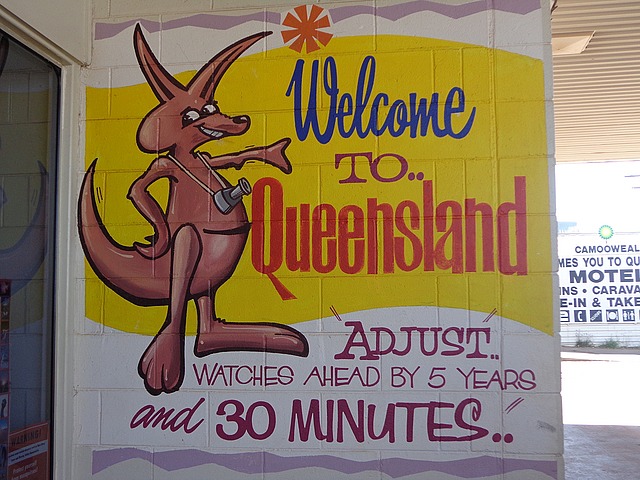 Welcome
TO..
Queensland
"ADJUST"..
WATCHES AHEAD BY 5 YEARS
and 30 MINUTES..
CAMOOWEAL
MES YOU TO QU
MOTEL
INS • CARAVA
E-IN & TAKE
WARNING!